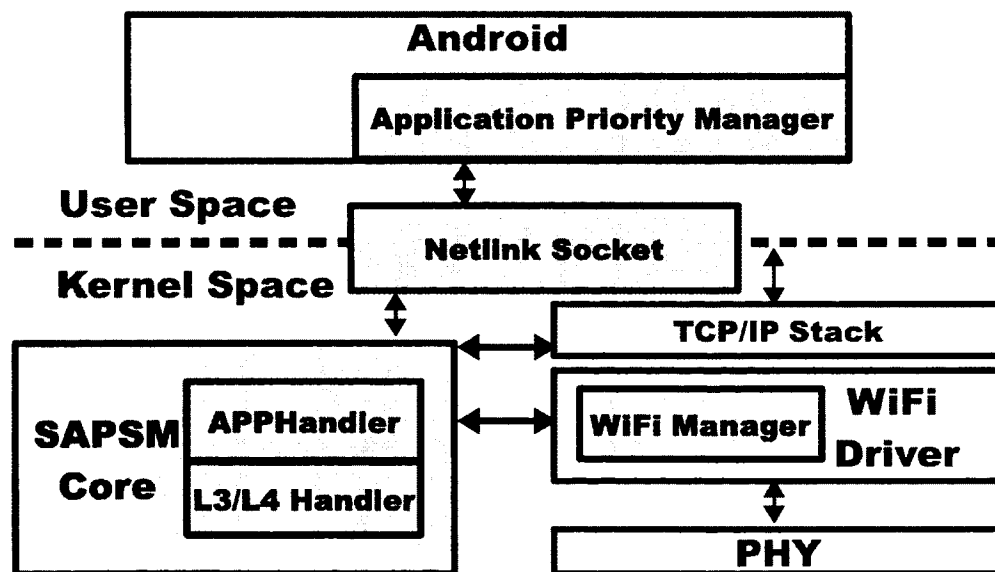 Android
Application Priority Manager
User Space
Netlink Socket
Kernel Space
TCP/IP Stack
SAPSM
Core
APPHandler
L3/L4 Handler
WiFi Manager
WiFi
Driver
PHY